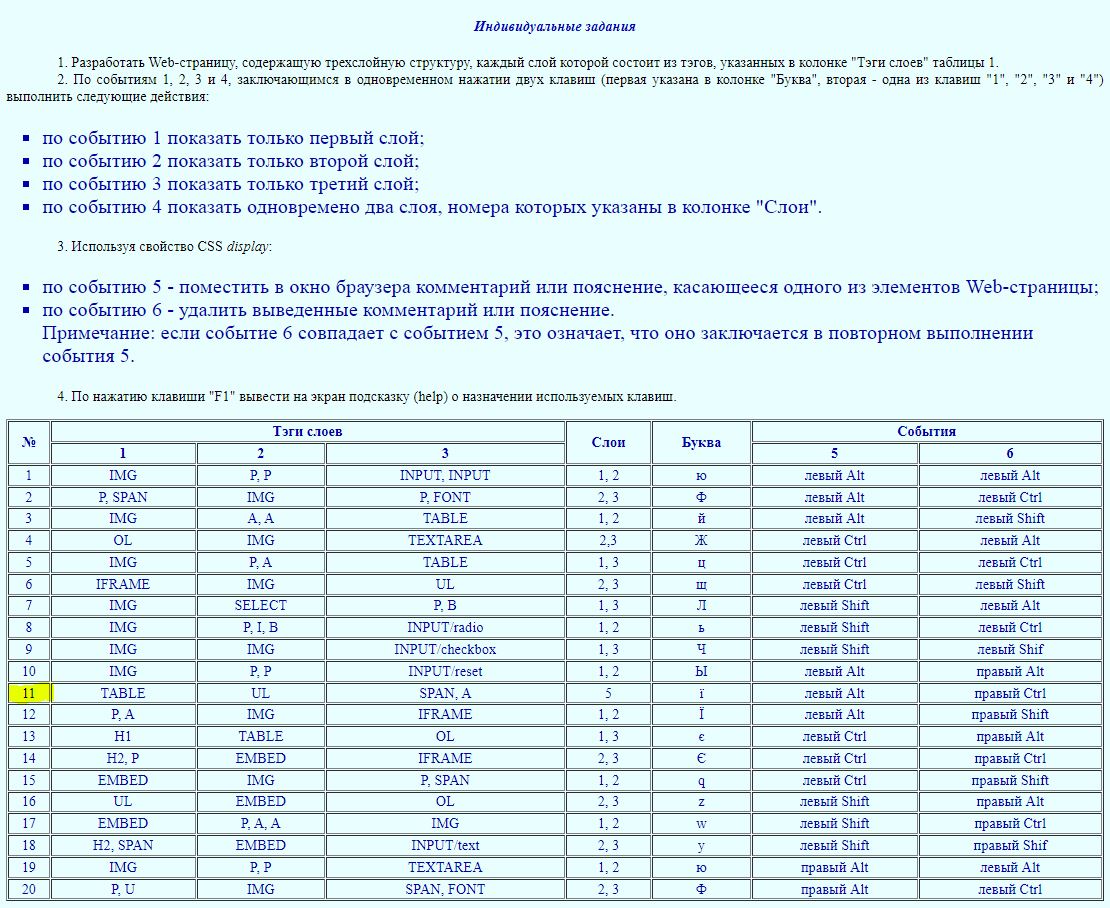 Индивидуальные задания
1. Разработать Web-страницу, содержащую трехслойную структуру, каждый слой которой состоит из тэгов, указанных в колонке "Тэги слоев" таблицы 1.
2. По событиям 1, 2, 3 и 4, заключающимся в одновременном нажатии двух клавиш (первая указана в колонке "Буква", вторая - одна из клавиш "1", "2", "3" и "4")
выполнить следующие действия:
по событию 1 показать только первый слой;
по событию 2 показать только второй слой;
по событию 3 показать только третий слой;
по событию 4 показать одновремено два слоя, номера которых указаны в колонке "Слои".
3. Используя свойство CSS display:
по событию 5 - поместить в окно браузера комментарий или пояснение, касающееся одного из элементов Web-страницы;
по событию 6 - удалить выведенные комментарий или пояснение.
Примечание: если событие 6 совпадает с событием 5, это означает, что оно заключается в повторном выполнении
события 5.
4. По нажатию клавиши "F1" вывести на экран подсказку (help) о назначении используемых клавиш.
№ Тэги слоев Слои Буква События
1 2 3 5 6
1 IMG P, P INPUT, INPUT 1, 2 ю левый Alt левый Alt
2 P, SPAN IMG P, FONT 2, 3 Ф левый Alt левый Ctrl
3 IMG A, A TABLE 1, 2 й левый Alt левый Shift
4 OL IMG TEXTAREA 2,3 Ж левый Ctrl левый Alt
5 IMG P, A TABLE 1, 3 ц левый Ctrl левый Ctrl
6 IFRAME IMG UL 2, 3 щ левый Ctrl левый Shift
7 IMG SELECT P, B 1, 3 Л левый Shift левый Alt
8 IMG P, I, B INPUT/radio 1, 2 ь левый Shift левый Ctrl
9 IMG IMG INPUT/checkbox 1, 3 Ч левый Shift левый Shif
10 IMG P, P INPUT/reset 1, 2 Ы левый Alt правый Alt
11 TABLE UL SPAN, A 5 ї левый Alt правый Ctrl
12 P, A IMG IFRAME 1, 2 Ї левый Alt правый Shift
13 H1 TABLE OL 1, 3 є левый Ctrl правый Alt
14 H2, P EMBED IFRAME 2, 3 Є левый Ctrl правый Ctrl
15 EMBED IMG P, SPAN 1, 2 q левый Ctrl правый Shift
16 UL EMBED OL 2, 3 z левый Shift правый Alt
17 EMBED P, A, A IMG 1, 2 w левый Shift правый Ctrl
18 H2, SPAN EMBED INPUT/text 2, 3 y левый Shift правый Shif
19 IMG P, P TEXTAREA 1, 2 ю правый Alt левый Alt
20 P, U IMG SPAN, FONT 2, 3 Ф правый Alt левый Ctrl